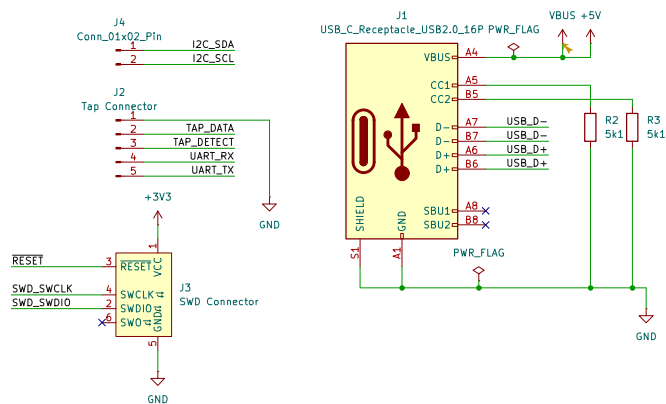 J4
Conn_01x02_Pin
1 I2C_SDA
2 I2C_SCL
J2
Tap Connector
1
2 TAP_DATA
3 TAP_DETECT
4 UART_RX
5 UART_TX
GND
+3V3
1
VCC
RESET 3 RESET
SWD_SWCLK 4 SWCLK
SWD_SWDIO 2 SWDIO
6 SWO
GND
5
J3
SWD Connector
GND
J1
USB_C_Receptacle_USB2.0_16P
PWR_FLAG
VBUS +5V
VBUS A4
CC1 A5
CC2 B5
D- A7 USB_D-
D- B7 USB_D-
D+ A6 USB_D+
D+ B6 USB_D+
SBU1 A8
SBU2 B8
SHIELD
GND
S1
A1
R2
5k1
R3
5k1
PWR_FLAG
GND